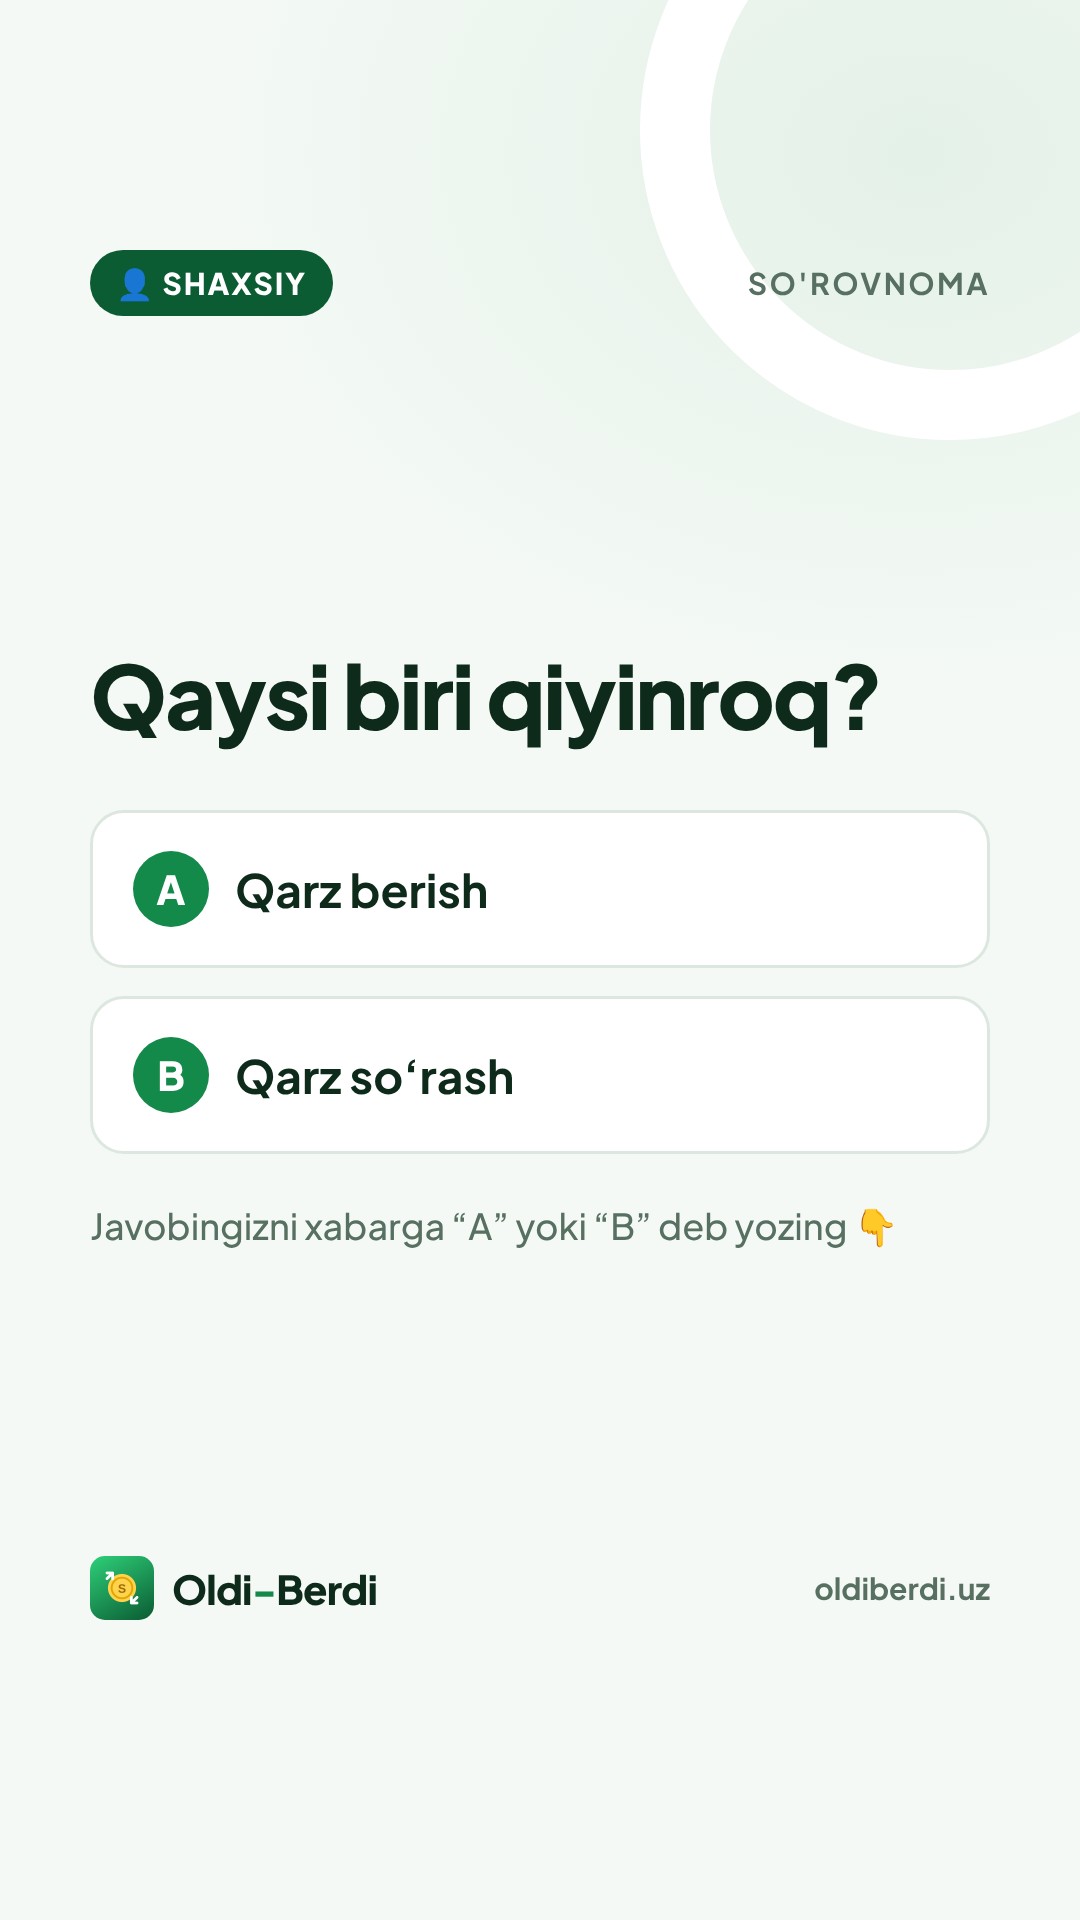 👤 SHAXSIY
SO'ROVNOMA
Qaysi biri qiyinroq?
A Qarz berish
B Qarz so‘rash
Javobingizni xabarga “A” yoki “B” deb yozing 👇
S
Oldi-Berdi
oldiberdi.uz